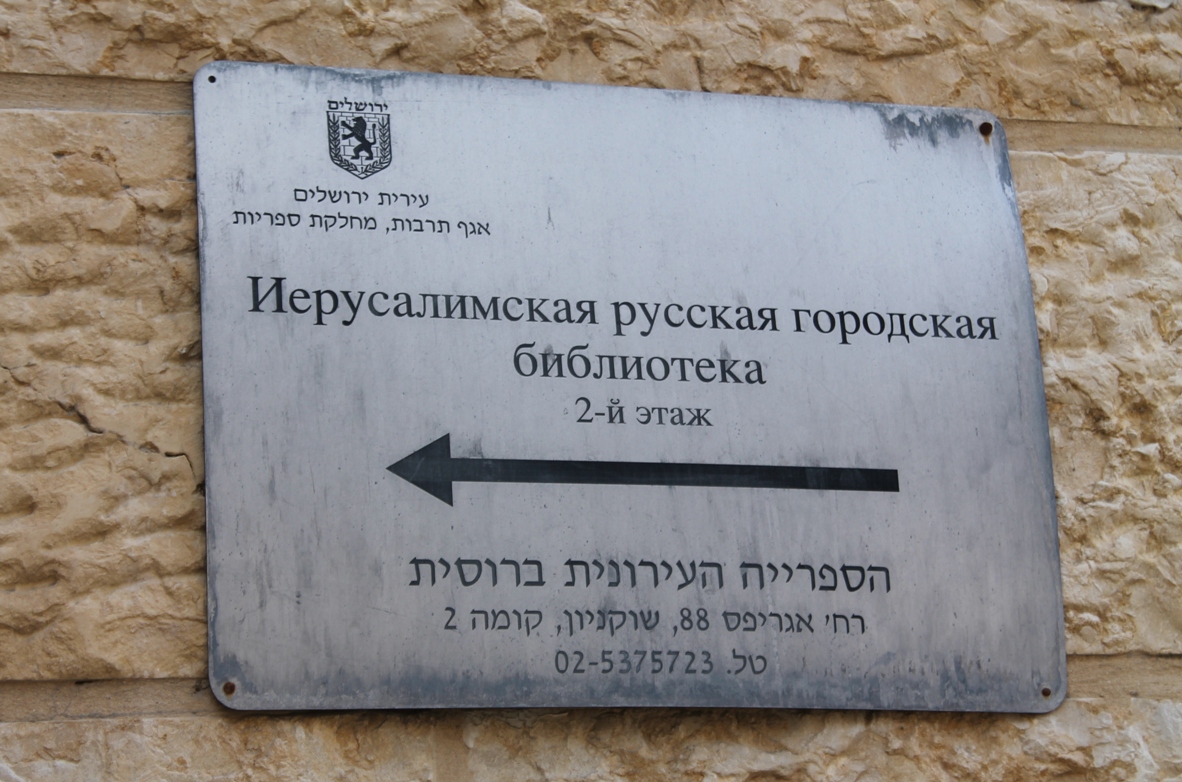 ירושלים
עירית ירושלים
אגף תרבות, מחלקת ספריות
Иерусалимская русская городская
библиотека
2-й этаж
הספרייה העירונית ברוסית
רח' אגריפס 88, שוקניון, קומה 2
טל. 02-5375723